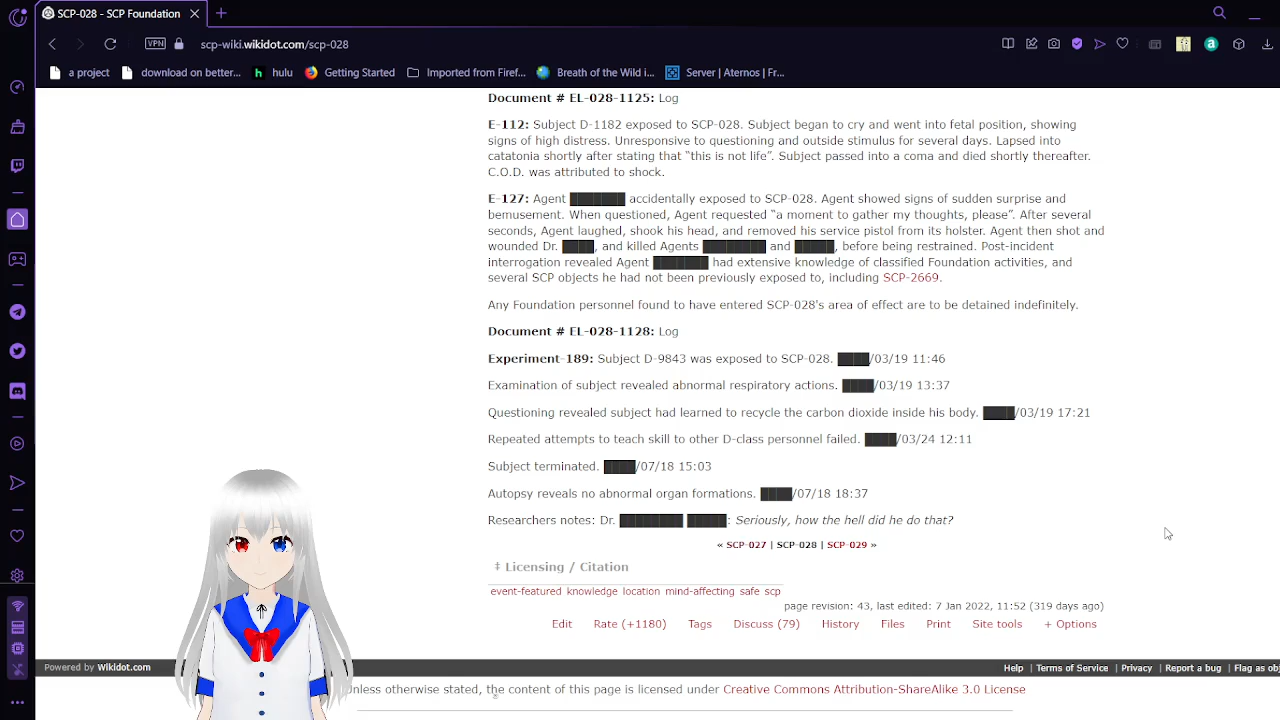 SCP-028 - SCP Foundation
VPN
scp-wiki.wikidot.com/scp-028
a project
download on better...
hulu
Getting Started
Imported from Firef...
Breath of the Wild i...
Server | Aternos | Fr...
Document # EL-028-1125: Log
E-112: Subject D-1182 exposed to SCP-028. Subject began to cry and went into fetal position, showing
signs of high distress. Unresponsive to questioning and outside stimulus for several days. Lapsed into
catatonia shortly after stating that “this is not life”. Subject passed into a coma and died shortly thereafter.
C.O.D. was attributed to shock.
E-127: Agent ███████ accidentally exposed to SCP-028. Agent showed signs of sudden surprise and
bemusement. When questioned, Agent requested “a moment to gather my thoughts, please”. After several
seconds, Agent laughed, shook his head, and removed his service pistol from its holster. Agent then shot and
wounded Dr. ████, and killed Agents ████████ and █████, before being restrained. Post-incident
interrogation revealed Agent ███████ had extensive knowledge of classified Foundation activities, and
several SCP objects he had not been previously exposed to, including SCP-2669.
Any Foundation personnel found to have entered SCP-028's area of effect are to be detained indefinitely.
Document # EL-028-1128: Log
Experiment-189: Subject D-9843 was exposed to SCP-028. ████/03/19 11:46
Examination of subject revealed abnormal respiratory actions. ████/03/19 13:37
Questioning revealed subject had learned to recycle the carbon dioxide inside his body. ████/03/19 17:21
Repeated attempts to teach skill to other D-class personnel failed. ████/03/24 12:11
Subject terminated. ████/07/18 15:03
Autopsy reveals no abnormal organ formations. ████/07/18 18:37
Researchers notes: Dr. ████████ █████: Seriously, how the hell did he do that?
« SCP-027 | SCP-028 | SCP-029 »
‡ Licensing / Citation
event-featured knowledge location mind-affecting safe scp
page revision: 43, last edited: 7 Jan 2022, 11:52 (319 days ago)
Edit Rate (+1180) Tags Discuss (79) History Files Print Site tools + Options
Powered by Wikidot.com
Help | Terms of Service | Privacy | Report a bug | Flag as obj
Unless otherwise stated, the content of this page is licensed under Creative Commons Attribution-ShareAlike 3.0 License